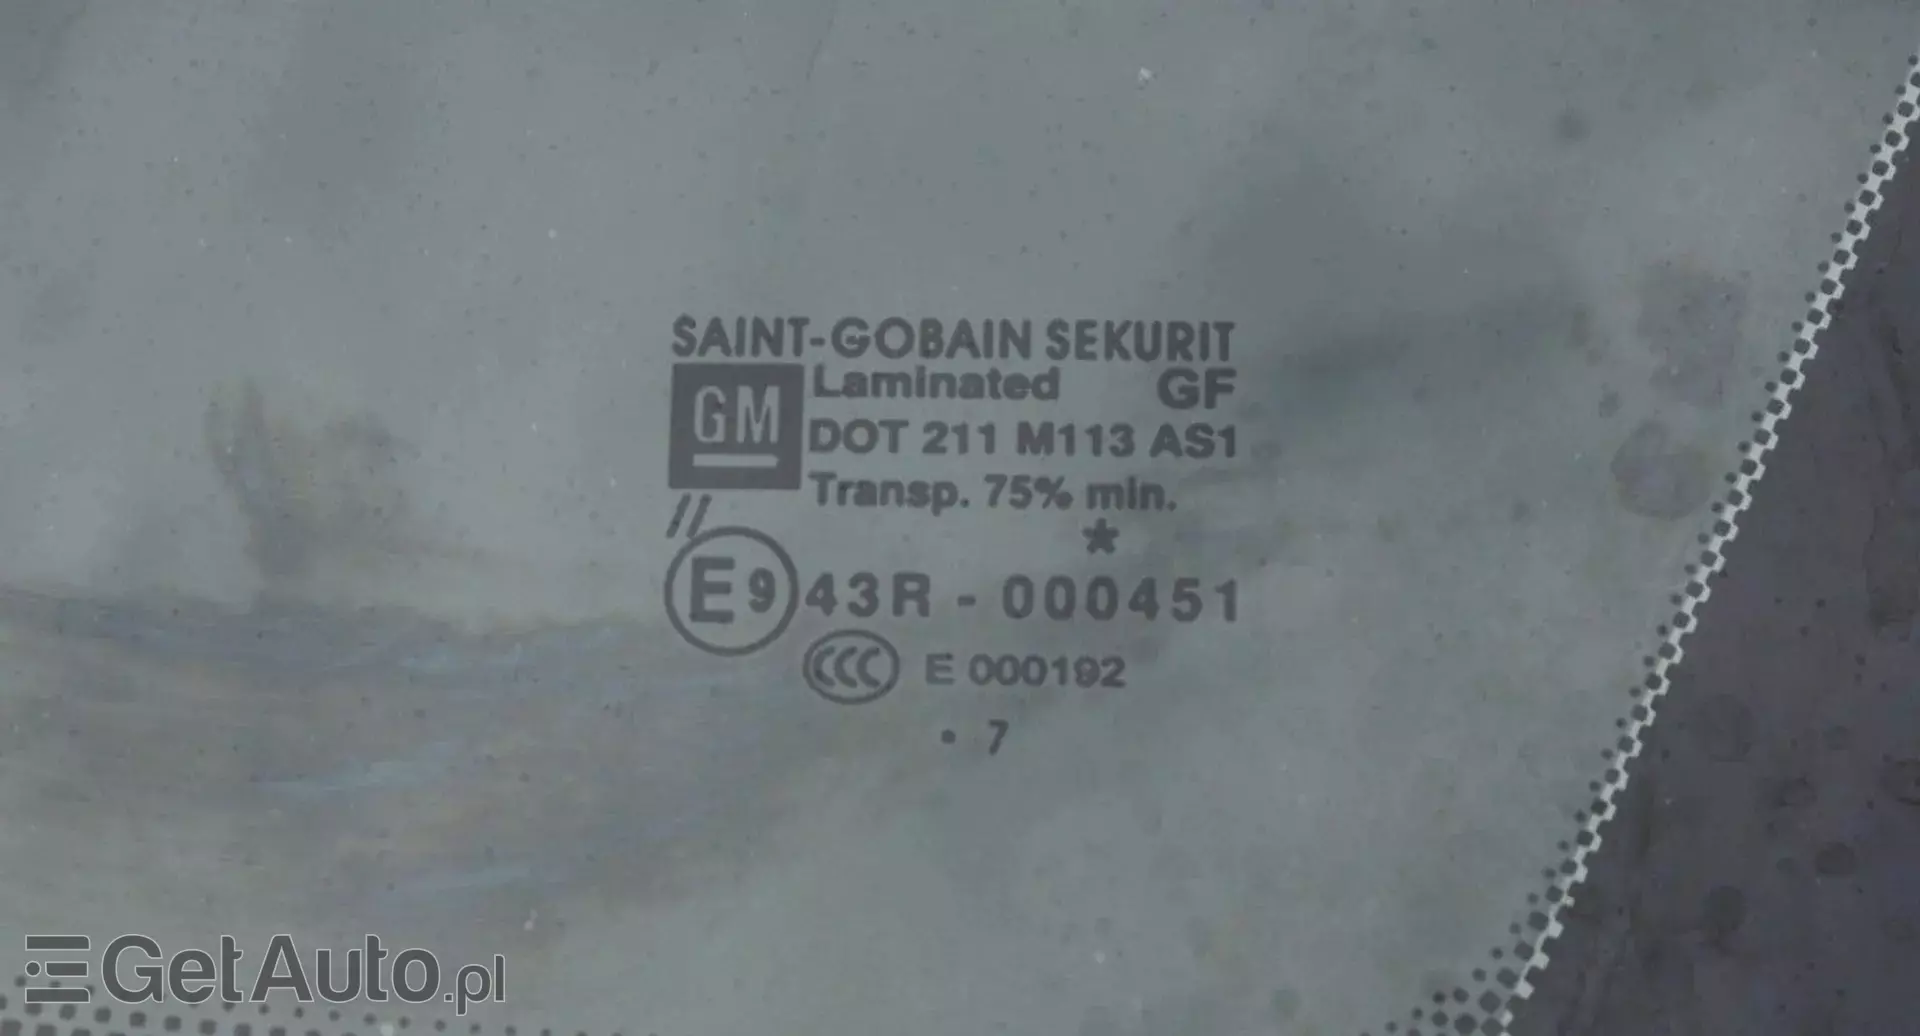 SAINT-GOBAIN SEKURIT
GM
Laminated GF
DOT 211 M113 AS1
Transp. 75% min.
//
*
E9 43R - 000451
CCC E 000192
. 7
GetAuto.pl